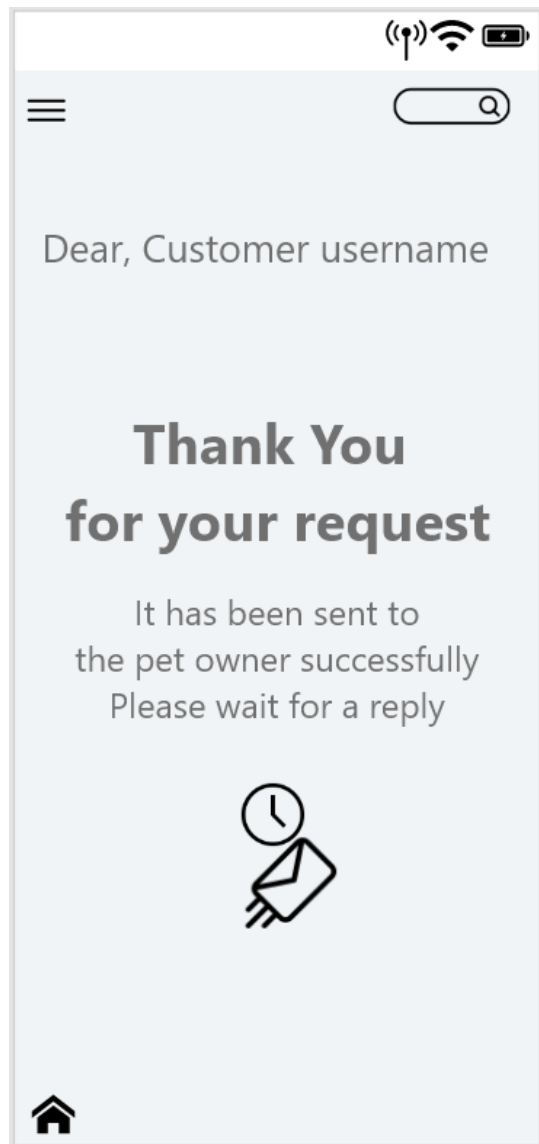 Dear, Customer username
Thank You
for your request
It has been sent to
the pet owner successfully
Please wait for a reply